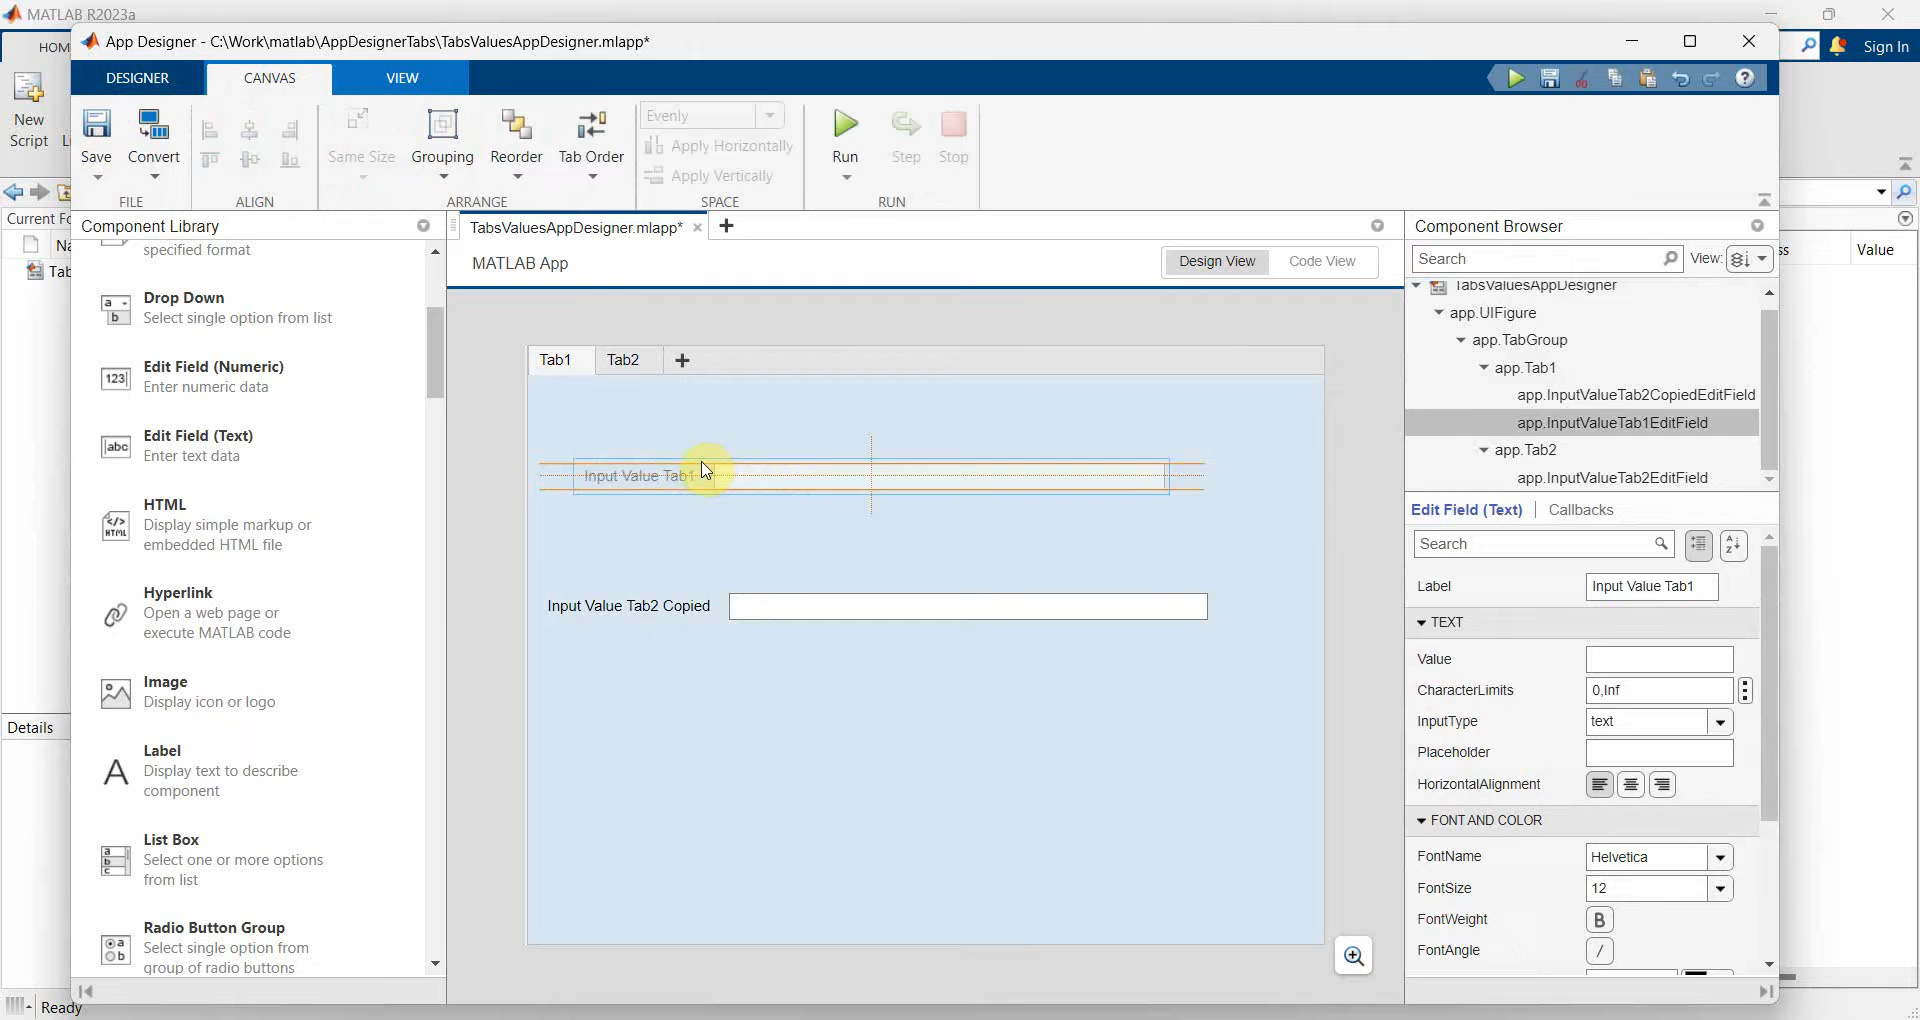 MATLAB R2023a
HOM
Sign In
New
Script
L
Current Fo
Na
Tab
Details
Ready
ss
Value
App Designer - C:\Work\matlab\AppDesignerTabs\TabsValuesAppDesigner.mlapp*
DESIGNER
CANVAS
VIEW
Save
Convert
FILE
ALIGN
Same Size
Grouping
Reorder
Tab Order
ARRANGE
Evenly
Apply Horizontally
Apply Vertically
SPACE
Run
Step
Stop
RUN
Component Library
specified format
Drop Down
Select single option from list
Edit Field (Numeric)
Enter numeric data
Edit Field (Text)
Enter text data
HTML
Display simple markup or
embedded HTML file
Hyperlink
Open a web page or
execute MATLAB code
Image
Display icon or logo
Label
Display text to describe
component
List Box
Select one or more options
from list
Radio Button Group
Select single option from
group of radio buttons
TabsValuesAppDesigner.mlapp*
MATLAB App
Design View
Code View
Tab1
Tab2
Input Value Tab1
Input Value Tab2 Copied
Component Browser
Search
View:
TabsValuesAppDesigner
app.UIFigure
app.TabGroup
app.Tab1
app.InputValueTab2CopiedEditField
app.InputValueTab1EditField
app.Tab2
app.InputValueTab2EditField
Edit Field (Text)
Callbacks
Search
Label
Input Value Tab1
TEXT
Value
CharacterLimits
0,Inf
InputType
text
Placeholder
HorizontalAlignment
FONT AND COLOR
FontName
Helvetica
FontSize
12
FontWeight
B
FontAngle
I